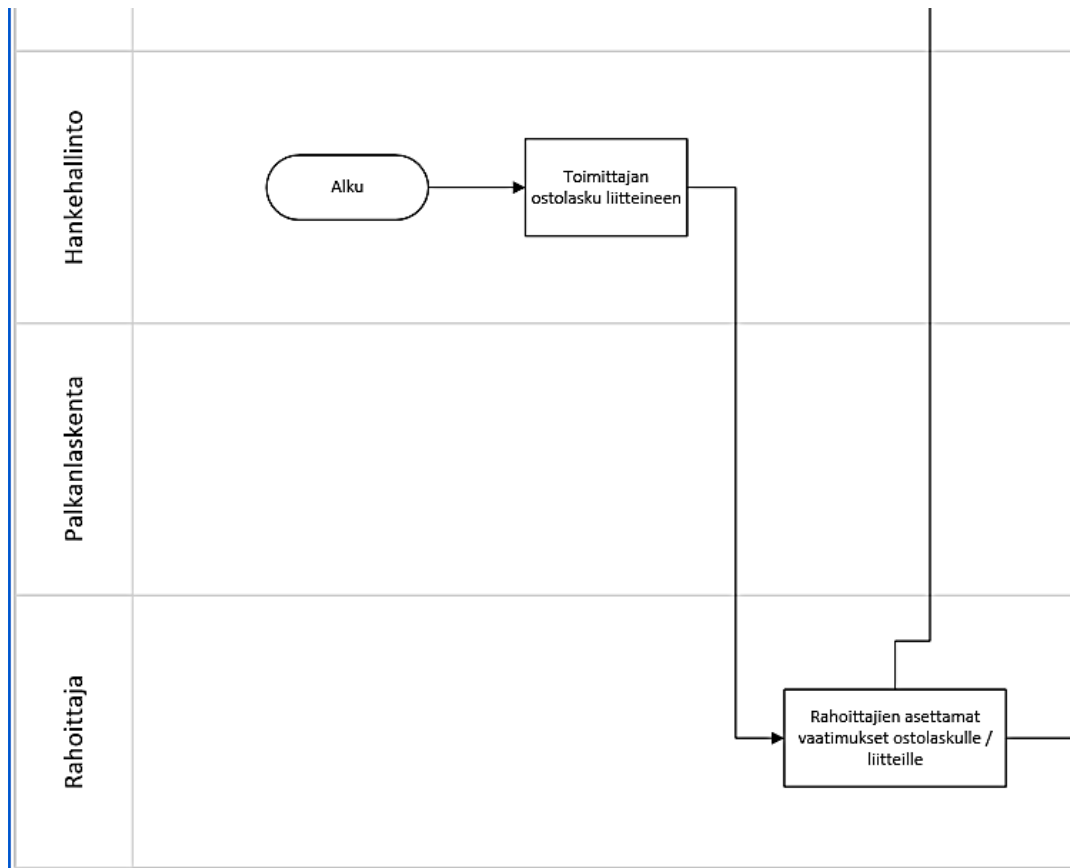 Hankehallinto
Alku
Toimittajan
ostolasku liitteineen
Palkanlaskenta
Rahoittaja
Rahoittajien asettamat
vaatimukset ostolaskulle /
liitteille